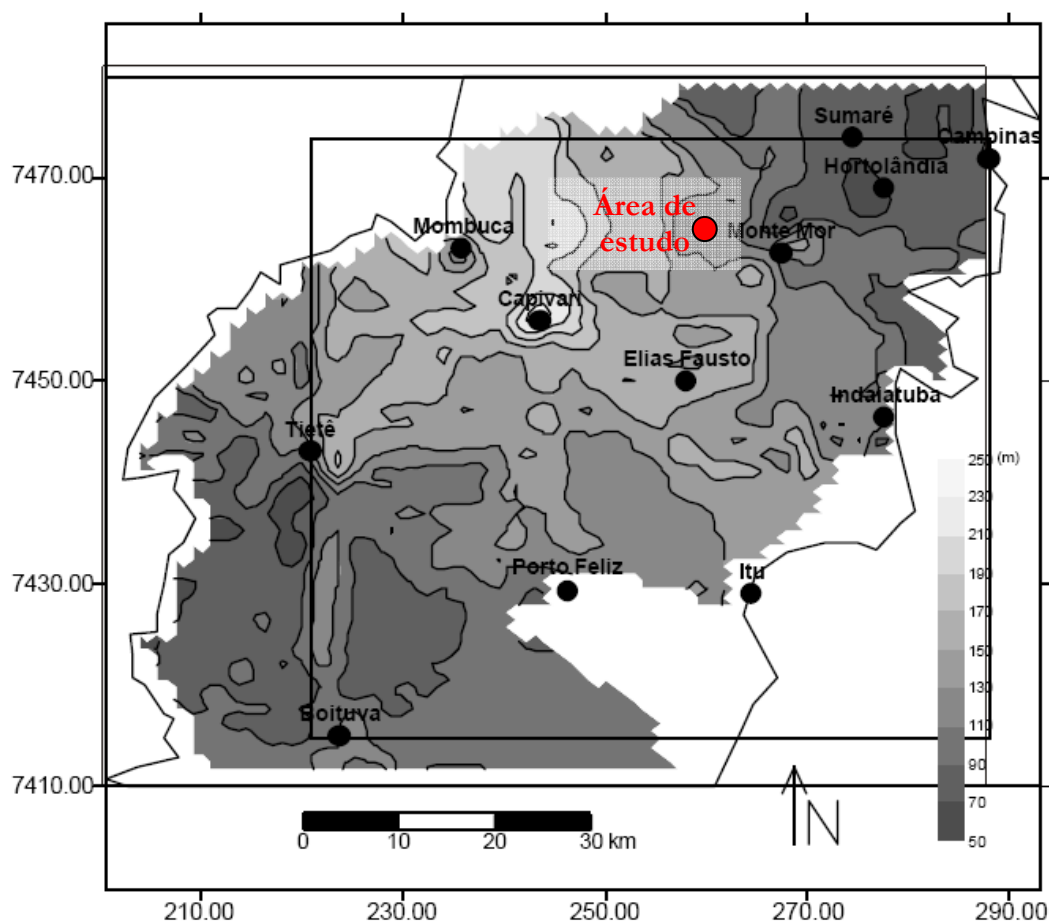 Sumaré
Campinas
7470.00
Hortolândia
Área de
estudo
Mombuca
Monte Mor
Capivari
Elias Fausto
7450.00
Indaiatuba
Tietê
250 (m)
230
210
Porto Feliz
Itu
7430.00
190
170
150
130
Boituva
110
90
7410.00
70
50
0 10 20 30 km
N
210.00 230.00 250.00 270.00 290.00